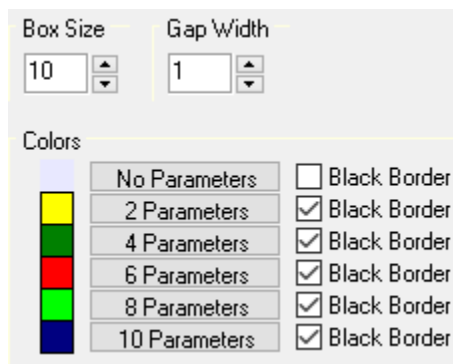 Box Size Gap Width
10 1
Colors
No Parameters Black Border
2 Parameters Black Border
4 Parameters Black Border
6 Parameters Black Border
8 Parameters Black Border
10 Parameters Black Border